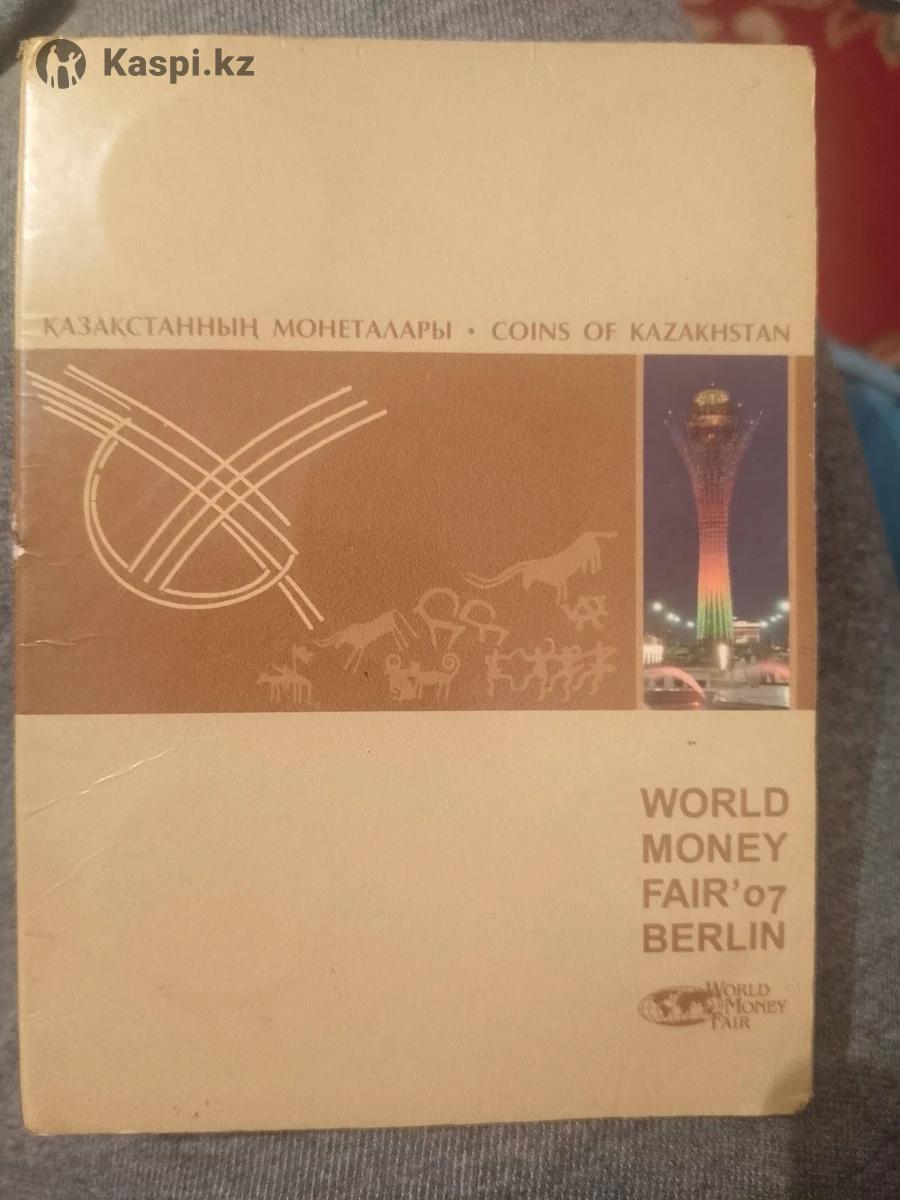 Kaspi.kz
ҚАЗАҚСТАННЫҢ МОНЕТАЛАРЫ • COINS OF KAZAKHSTAN
WORLD
MONEY
FAIR'07
BERLIN
WORLD
MONEY
FAIR